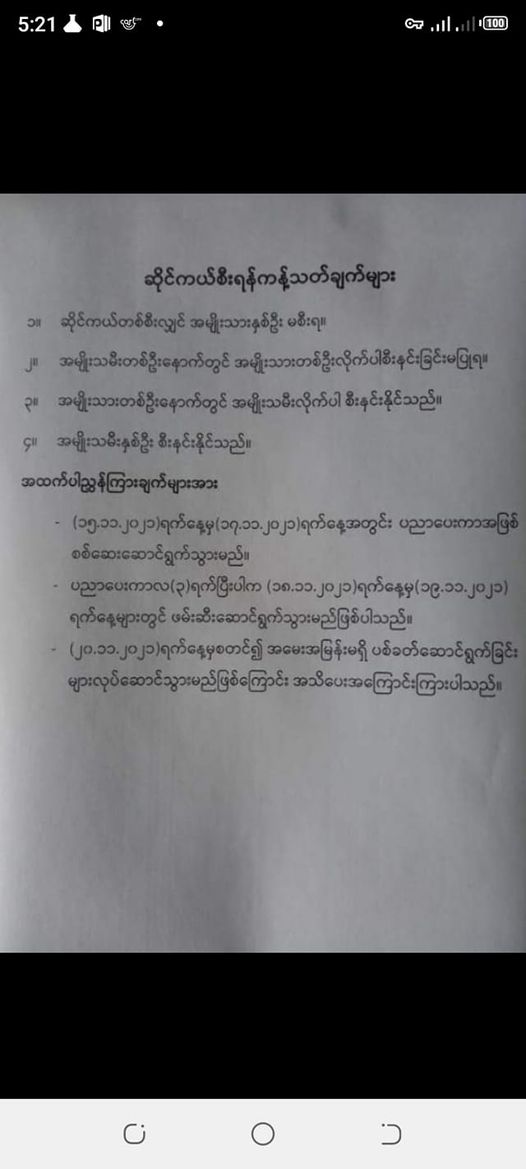 5:21
100
ဆိုင်ကယ်စီးရန်ကန့်သတ်ချက်များ
၁။ ဆိုင်ကယ်တစ်စီးလျှင် အမျိုးသားနှစ်ဦး မစီးရ။
၂။ အမျိုးသမီးတစ်ဦးနောက်တွင် အမျိုးသားတစ်ဦးလိုက်ပါစီးနင်းခြင်းမပြုရ။
၃။ အမျိုးသားတစ်ဦးနောက်တွင် အမျိုးသမီးလိုက်ပါ စီးနင်းနိုင်သည်။
၄။ အမျိုးသမီးနှစ်ဦး စီးနင်းနိုင်သည်။
အထက်ပါညွှန်ကြားချက်များအား
- (၁၅.၁၁.၂၀၂၁)ရက်နေ့မှ(၁၇.၁၁.၂၀၂၁)ရက်နေ့အတွင်း ပညာပေးကာအဖြစ်
စစ်ဆေးဆောင်ရွက်သွားမည်။
- ပညာပေးကာလ(၃)ရက်ပြီးပါက (၁၈.၁၁.၂၀၂၁)ရက်နေ့မှ(၁၉.၁၁.၂၀၂၁)
ရက်နေ့များတွင် ဖမ်းဆီးဆောင်ရွက်သွားမည်ဖြစ်ပါသည်။
- (၂၀.၁၁.၂၀၂၁)ရက်နေ့မှစတင်၍ အမေးအမြန်းမရှိ ပစ်ခတ်ဆောင်ရွက်ခြင်း
များလုပ်ဆောင်သွားမည်ဖြစ်ကြောင်း အသိပေးအကြောင်းကြားပါသည်။